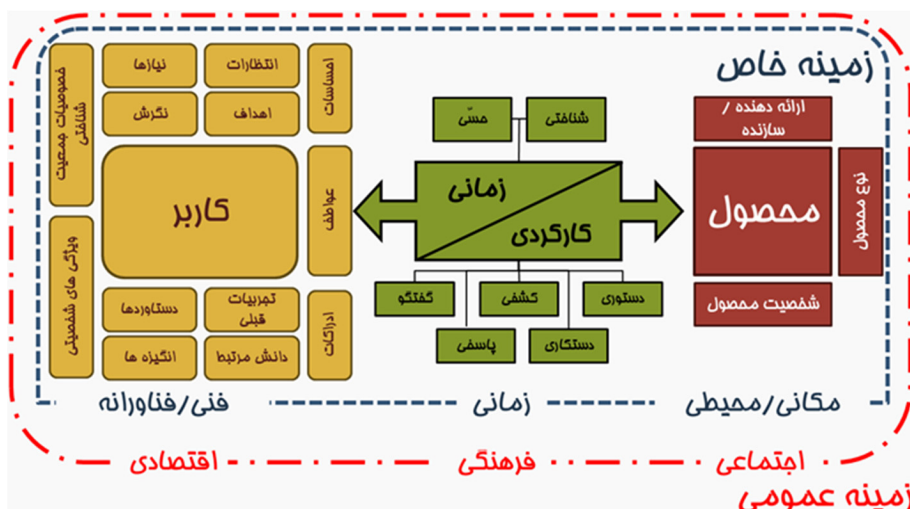 زمینه خاص
ارائه دهنده /
سازنده
محصول
نوع محصول
شخصیت محصول
شناختی
حسّی
زمانی
کارکردی
دستوری
کشفی
گفتگو
دستکاری
پاسخی
احساسات
انتظارات
نیازها
اهداف
نگرش
خصوصیات جمعیت
شناختی
عواطف
کاربر
ویژگی های شخصیتی
ادراکات
تجربیات
قبلی
دستاوردها
دانش مرتبط
انگیزه ها
مکانی/محیطی
زمانی
فنی/فناورانه
اجتماعی
فرهنگی
اقتصادی
زمینه عمومی